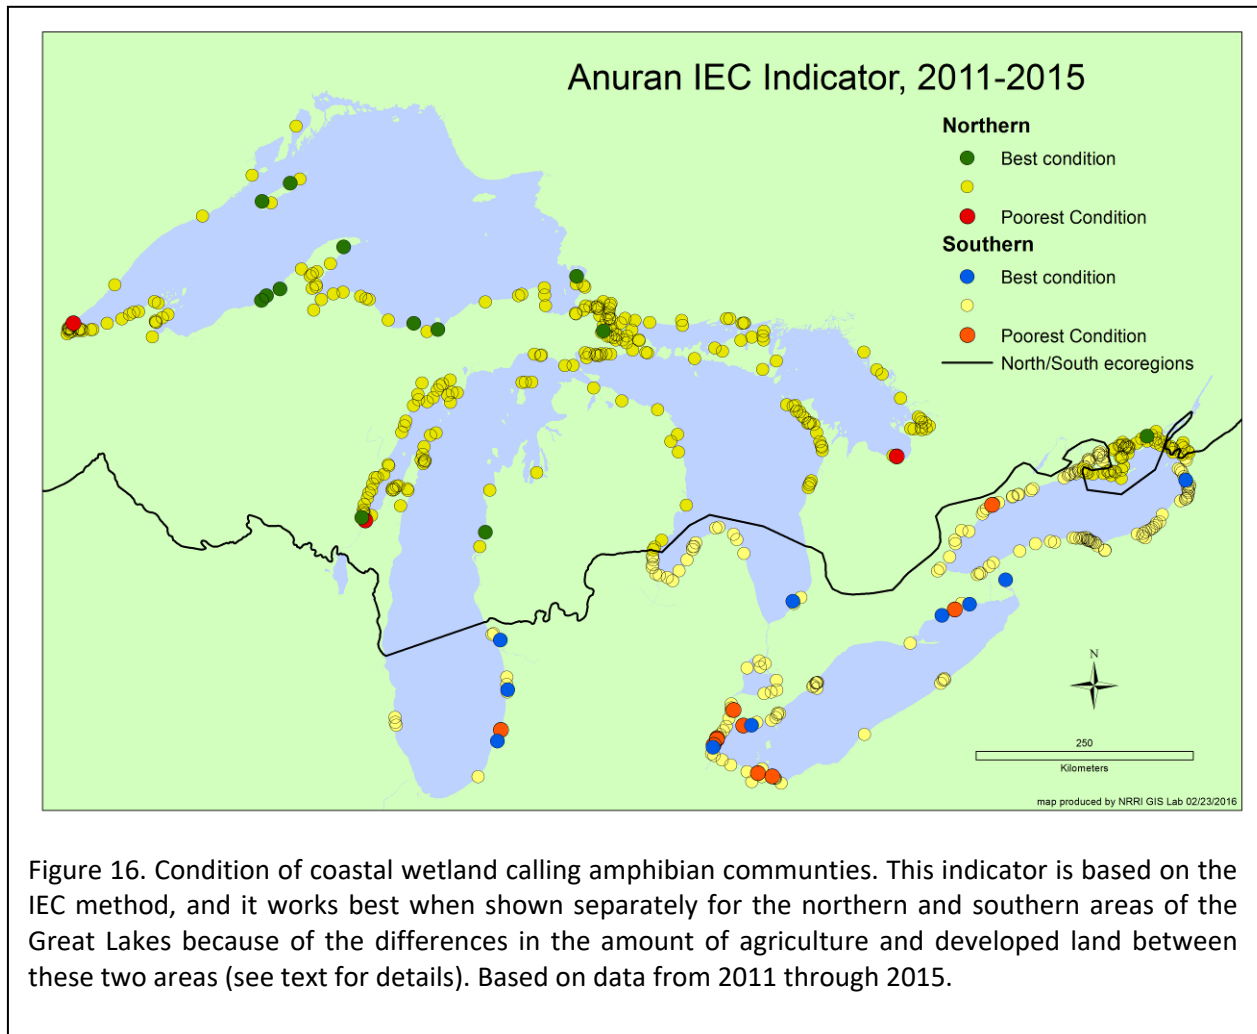 Anuran IEC Indicator, 2011-2015
Northern
Best condition
Poorest Condition
Southern
Best condition
Poorest Condition
North/South ecoregions
N
250
Kilometers
map produced by NRRI GIS Lab 02/23/2016
Figure 16. Condition of coastal wetland calling amphibian communties. This indicator is based on the
IEC method, and it works best when shown separately for the northern and southern areas of the
Great Lakes because of the differences in the amount of agriculture and developed land between
these two areas (see text for details). Based on data from 2011 through 2015.